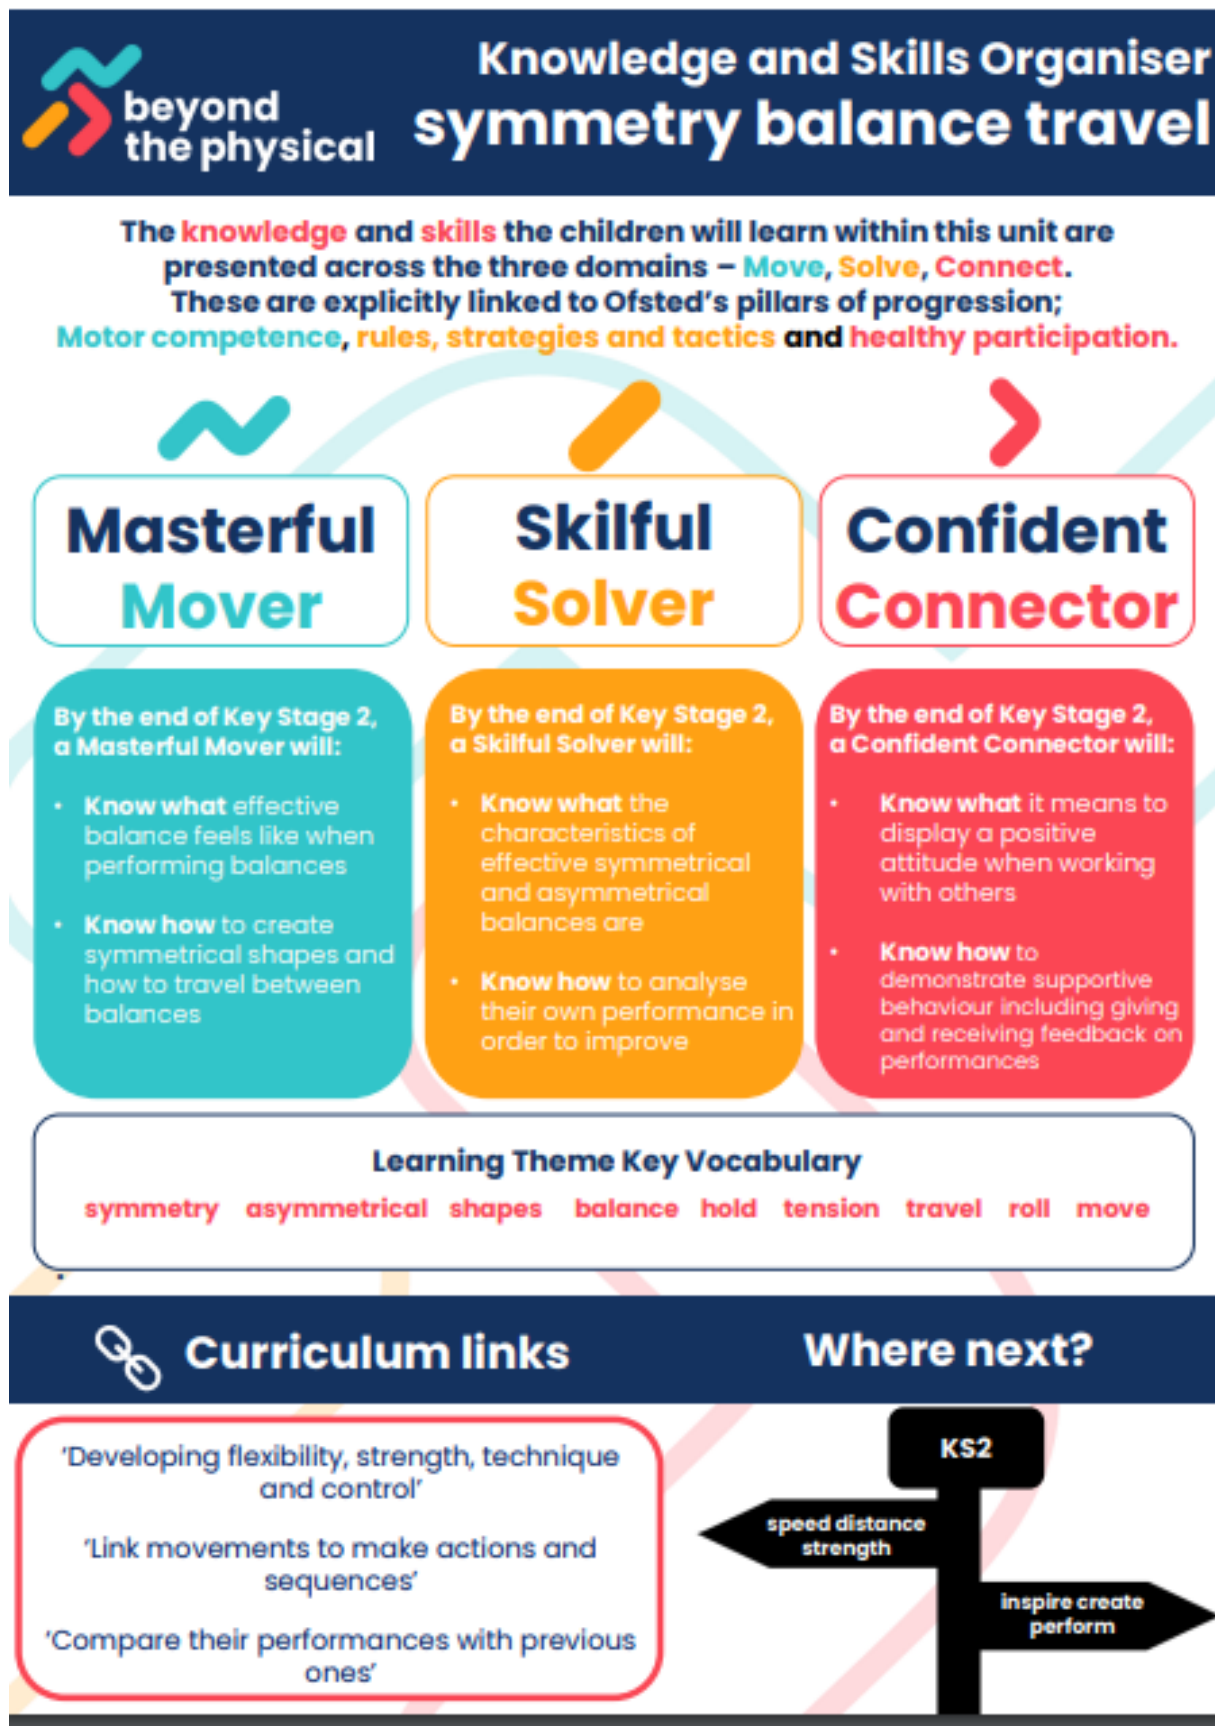 beyond
the physical
Knowledge and Skills Organiser
symmetry balance travel
The knowledge and skills the children will learn within this unit are
presented across the three domains – Move, Solve, Connect.
These are explicitly linked to Ofsted's pillars of progression;
Motor competence, rules, strategies and tactics and healthy participation.
Masterful
Mover
Skilful
Solver
Confident
Connector
By the end of Key Stage 2,
a Masterful Mover will:
• Know what effective
balance feels like when
performing balances
• Know how to create
symmetrical shapes and
how to travel between
balances
By the end of Key Stage 2,
a Skilful Solver will:
• Know what the
characteristics of
effective symmetrical
and asymmetrical
balances are
• Know how to analyse
their own performance in
order to improve
By the end of Key Stage 2,
a Confident Connector will:
• Know what it means to
display a positive
attitude when working
with others
• Know how to
demonstrate supportive
behaviour including giving
and receiving feedback on
performances
Learning Theme Key Vocabulary
symmetry asymmetrical shapes balance hold tension travel roll move
Curriculum links
'Developing flexibility, strength, technique
and control'
'Link movements to make actions and
sequences'
'Compare their performances with previous
ones'
Where next?
KS2
speed distance
strength
inspire create
perform